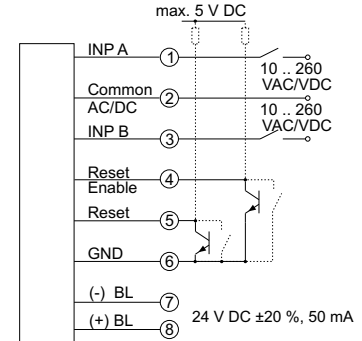 max. 5 V DC
INP A
1
10 .. 260
VAC/VDC
Common
AC/DC
2
10 .. 260
VAC/VDC
INP B
3
Reset
Enable
4
Reset
5
GND
6
(-) BL
7
24 V DC ±20 %, 50 mA
(+) BL
8